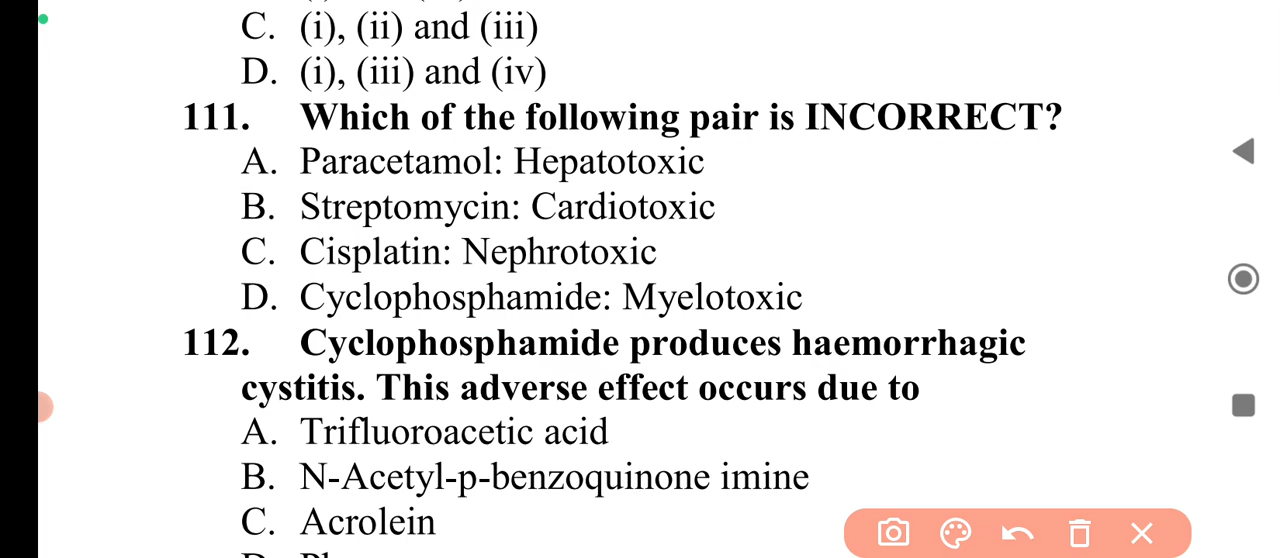 C. (i), (ii) and (iii)
D. (i), (iii) and (iv)
111. Which of the following pair is INCORRECT?
A. Paracetamol: Hepatotoxic
B. Streptomycin: Cardiotoxic
C. Cisplatin: Nephrotoxic
D. Cyclophosphamide: Myelotoxic
112. Cyclophosphamide produces haemorrhagic
cystitis. This adverse effect occurs due to
A. Trifluoroacetic acid
B. N-Acetyl-p-benzoquinone imine
C. Acrolein